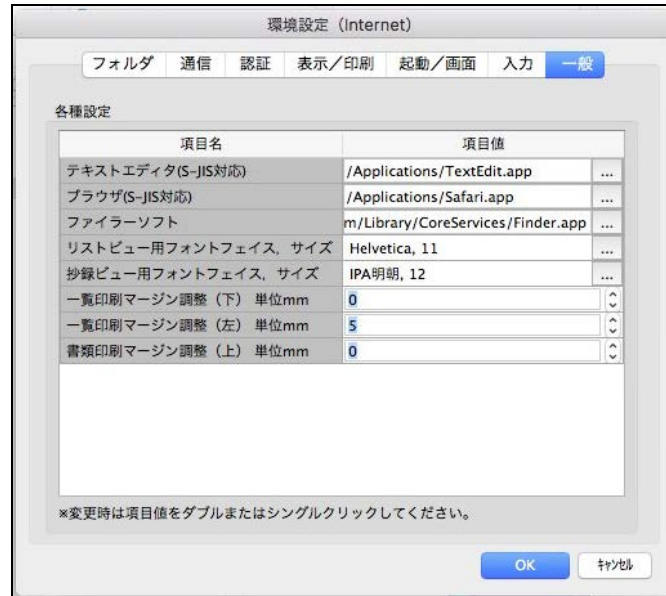 環境設定（Internet）
フォルダ 通信 認証 表示／印刷 起動／画面 入力 一般
各種設定
項目名 項目値
テキストエディタ(S-JIS対応) /Applications/TextEdit.app ...
ブラウザ(S-JIS対応) /Applications/Safari.app ...
ファイラーソフト m/Library/CoreServices/Finder.app ...
リストビュー用フォントフェイス，サイズ Helvetica, 11 ...
抄録ビュー用フォントフェイス，サイズ IPA明朝, 12 ...
一覧印刷マージン調整（下） 単位mm 0
一覧印刷マージン調整（左） 単位mm 5
書類印刷マージン調整（上） 単位mm 0
※変更時は項目値をダブルまたはシングルクリックしてください。
OK ｷｬﾝｾﾙ